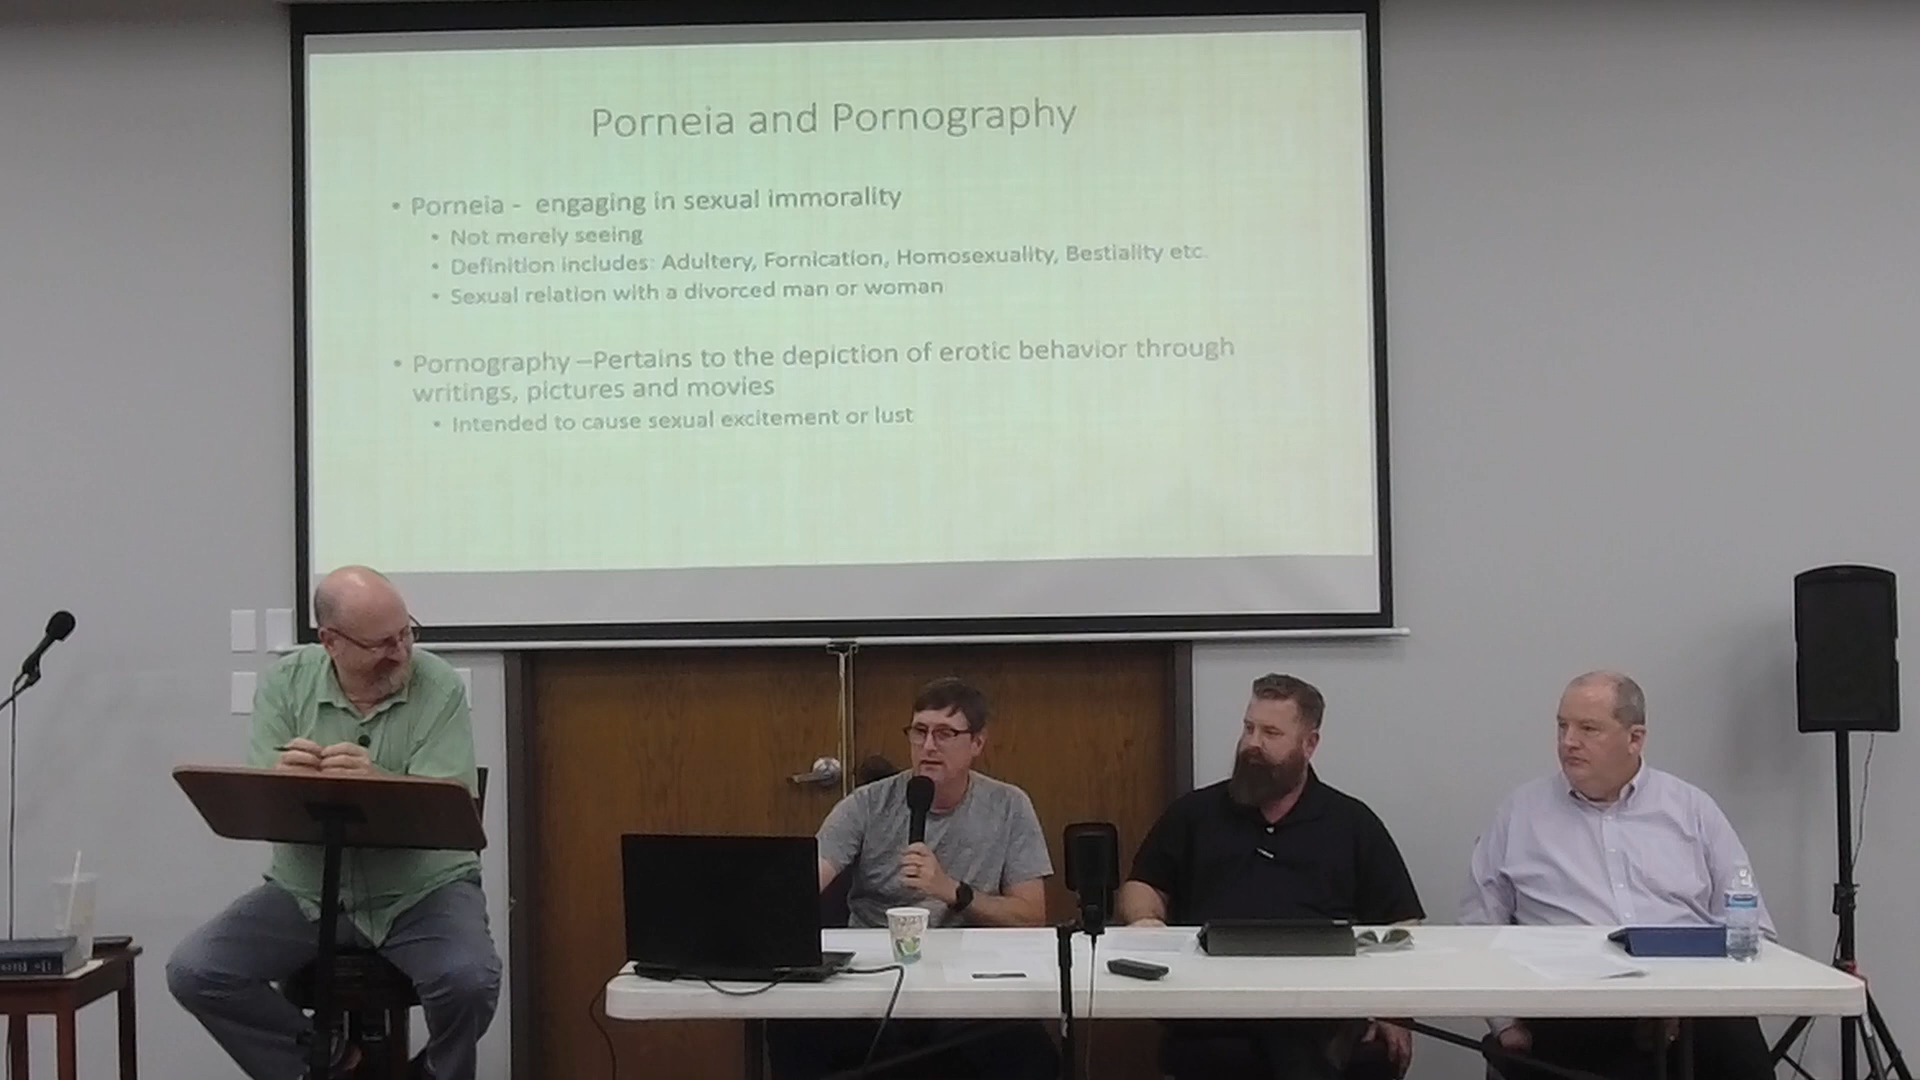 Porneia and Pornography
• Porneia - engaging in sexual immorality
• Not merely seeing
• Definition includes: Adultery, Fornication, Homosexuality, Bestiality etc.
• Sexual relation with a divorced man or woman
• Pornography –Pertains to the depiction of erotic behavior through
writings, pictures and movies
• Intended to cause sexual excitement or lust